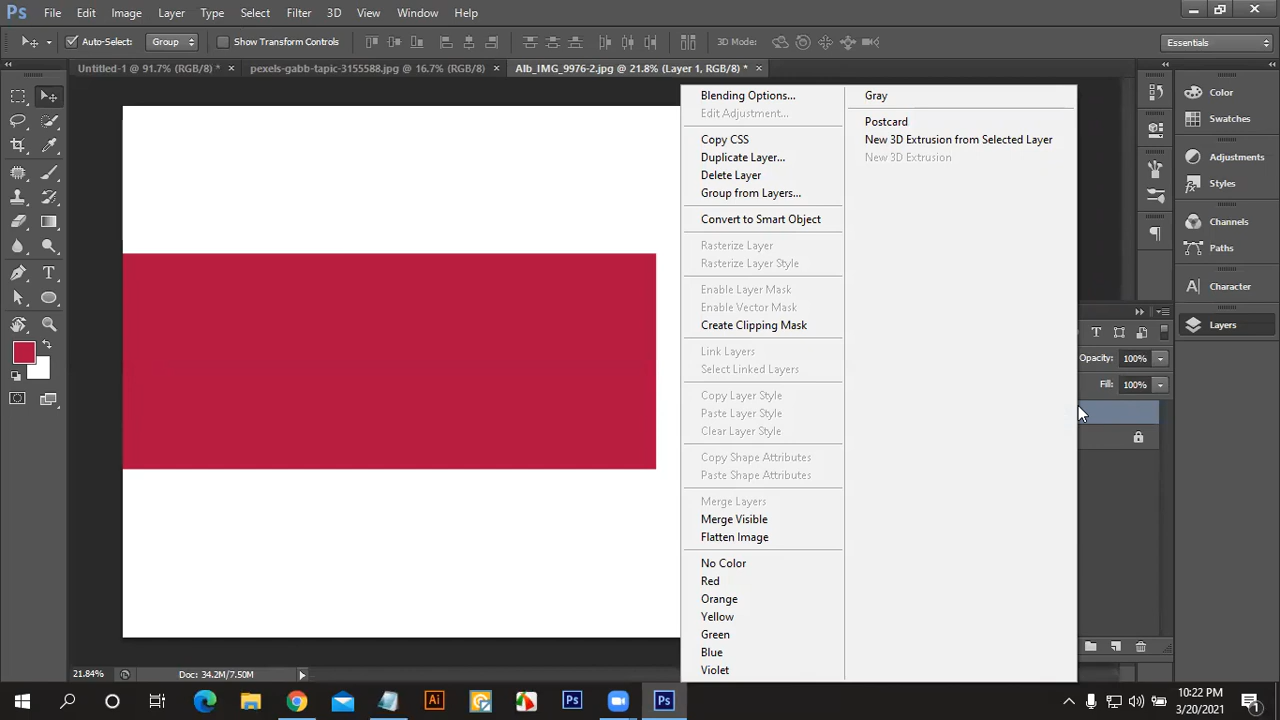 Ps File Edit Image Layer Type Select Filter 3D View Window Help
Auto-Select: Group Show Transform Controls 3D Mode: Essentials
Untitled-1 @ 91.7% (RGB/8) * × pexels-gabb-tapic-3155588.jpg @ 16.7% (RGB/8) × Alb_IMG_9976-2.jpg @ 21.8% (Layer 1, RGB/8) * ×
Blending Options...
Edit Adjustment...
Copy CSS
Duplicate Layer...
Delete Layer
Group from Layers...
Convert to Smart Object
Rasterize Layer
Rasterize Layer Style
Enable Layer Mask
Enable Vector Mask
Create Clipping Mask
Link Layers
Select Linked Layers
Copy Layer Style
Paste Layer Style
Clear Layer Style
Copy Shape Attributes
Paste Shape Attributes
Merge Layers
Merge Visible
Flatten Image
No Color
Red
Orange
Yellow
Green
Blue
Violet
Gray
Postcard
New 3D Extrusion from Selected Layer
New 3D Extrusion
Color
Swatches
Adjustments
Styles
Channels
Paths
Character
Layers
Opacity: 100%
Fill: 100%
21.84% Doc: 34.2M/7.50M
Ai Ps Ps
10:22 PM
3/20/2021
1